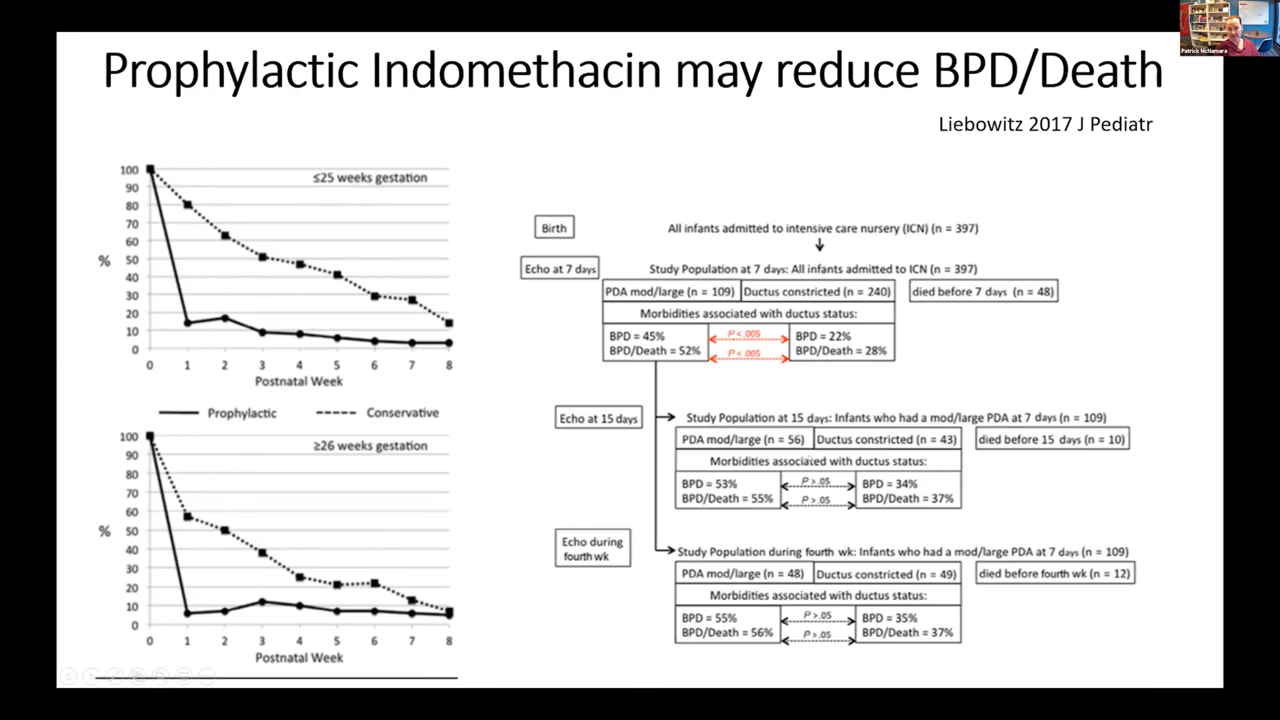 Prophylactic Indomethacin may reduce BPD/Death
Patrick McNamara
Liebowitz 2017 J Pediatr
≤25 weeks gestation
100
90
80
70
60
50
40
30
20
10
0
%
0 1 2 3 4 5 6 7 8
Postnatal Week
Prophylactic Conservative
≥26 weeks gestation
100
90
80
70
60
50
40
30
20
10
0
%
0 1 2 3 4 5 6 7 8
Postnatal Week
Birth
All infants admitted to intensive care nursery (ICN) (n = 397)
Echo at 7 days
Study Population at 7 days: All infants admitted to ICN (n = 397)
PDA mod/large (n = 109) Ductus constricted (n = 240) died before 7 days (n = 48)
Morbidities associated with ductus status:
BPD = 45% P < .005 BPD = 22%
BPD/Death = 52% P < .005 BPD/Death = 28%
Echo at 15 days
Study Population at 15 days: Infants who had a mod/large PDA at 7 days (n = 109)
PDA mod/large (n = 56) Ductus constricted (n = 43) died before 15 days (n = 10)
Morbidities associated with ductus status:
BPD = 53% P >.05 BPD = 34%
BPD/Death = 55% P >.05 BPD/Death = 37%
Echo during
fourth wk
Study Population during fourth wk: Infants who had a mod/large PDA at 7 days (n = 109)
PDA mod/large (n = 48) Ductus constricted (n = 49) died before fourth wk (n = 12)
Morbidities associated with ductus status:
BPD = 55% P >.05 BPD = 35%
BPD/Death = 56% P >.05 BPD/Death = 37%